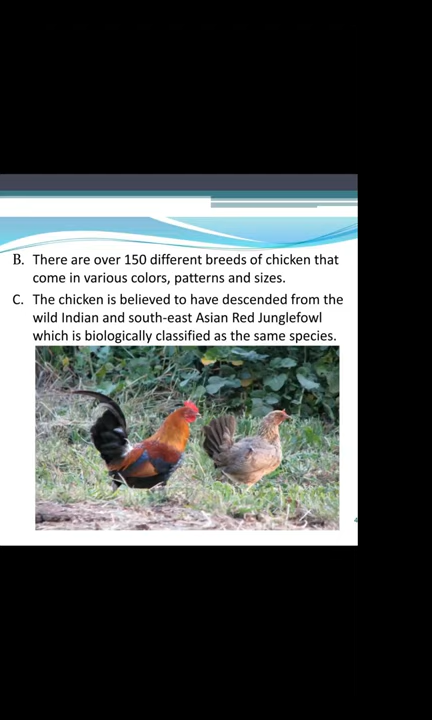 B. There are over 150 different breeds of chicken that
come in various colors, patterns and sizes.
C. The chicken is believed to have descended from the
wild Indian and south-east Asian Red Junglefowl
which is biologically classified as the same species.
4